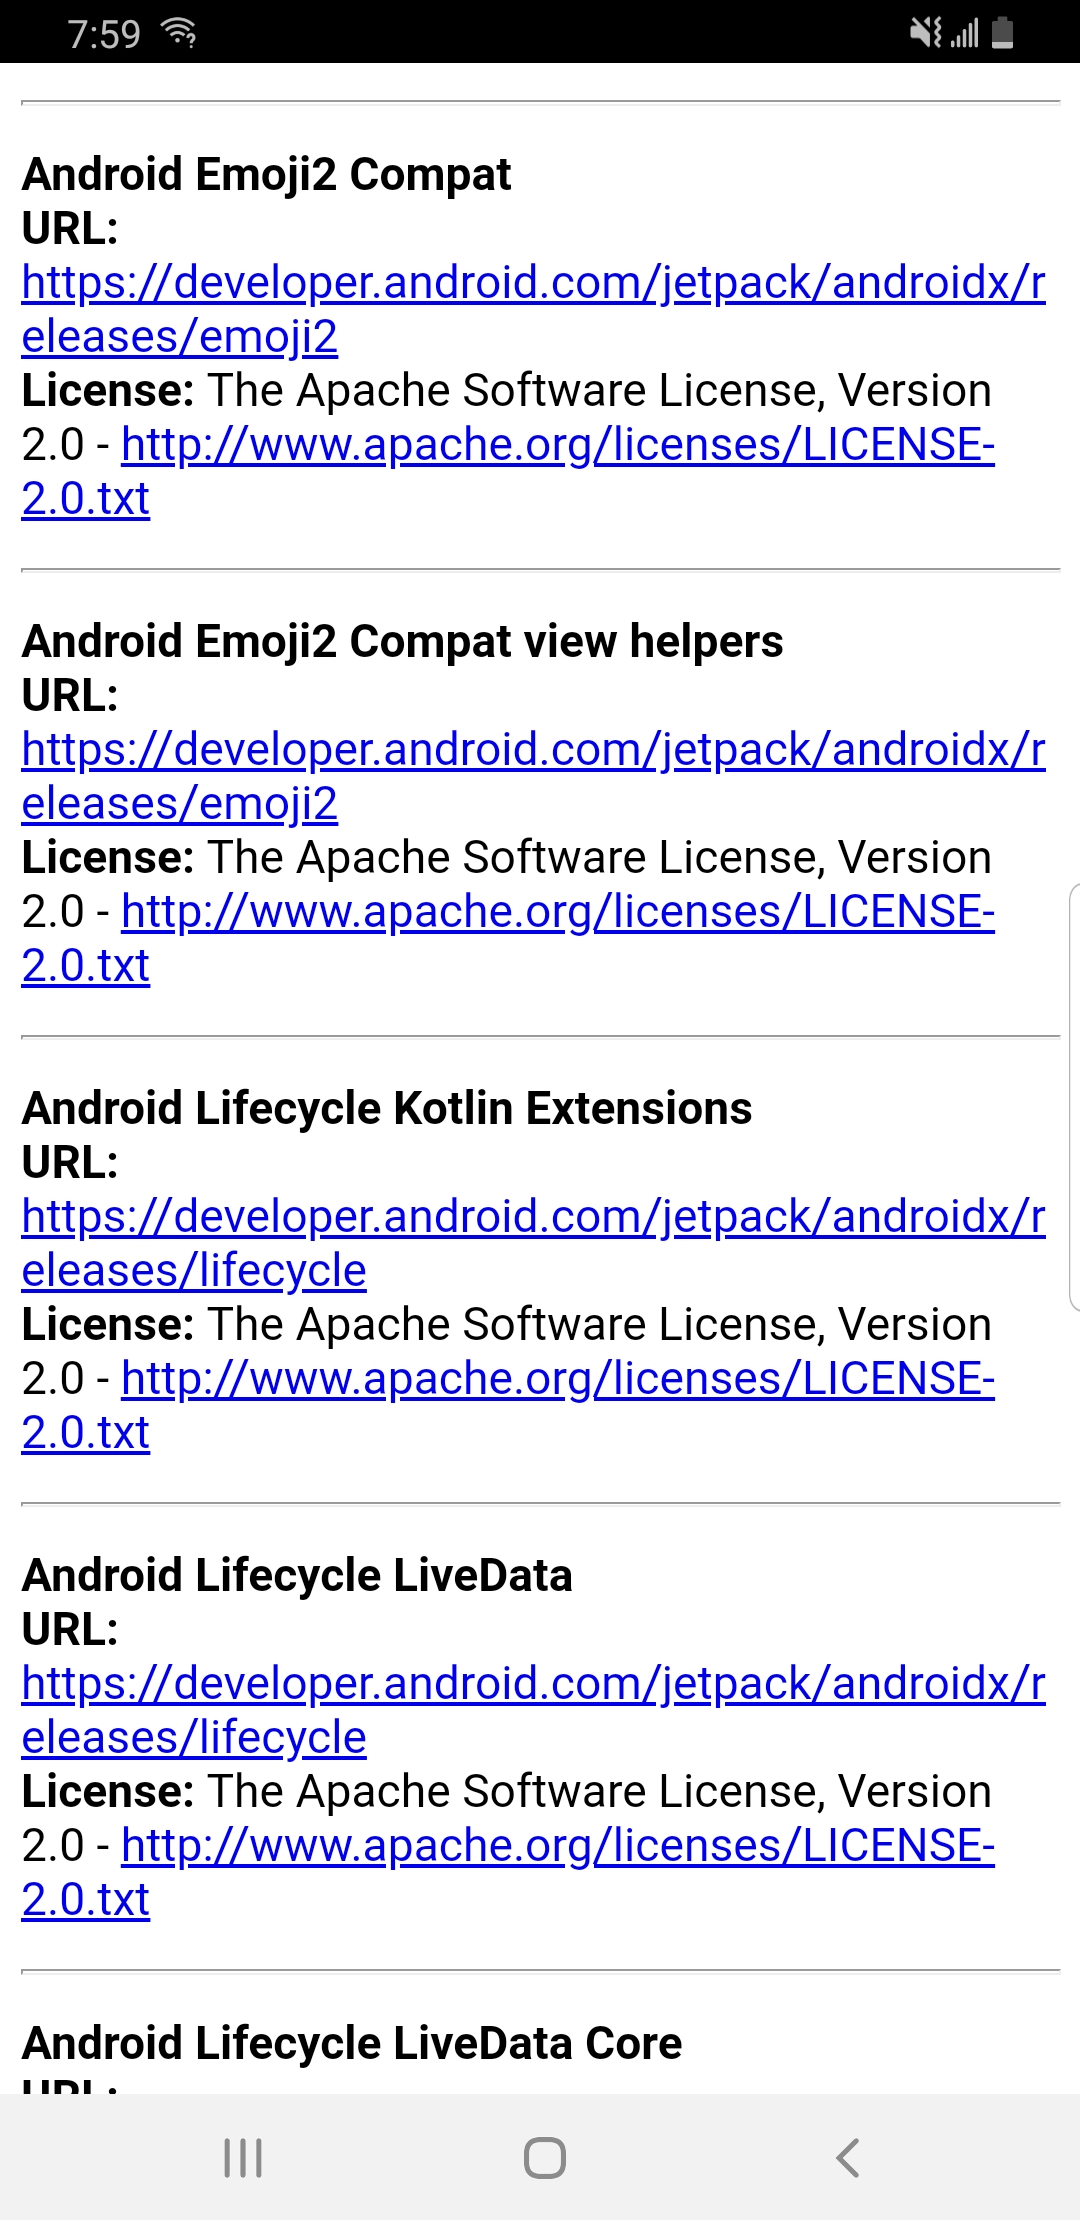 7:59
Android Emoji2 Compat
URL:
https://developer.android.com/jetpack/androidx/r
eleases/emoji2
License: The Apache Software License, Version
2.0 - http://www.apache.org/licenses/LICENSE-
2.0.txt
Android Emoji2 Compat view helpers
URL:
https://developer.android.com/jetpack/androidx/r
eleases/emoji2
License: The Apache Software License, Version
2.0 - http://www.apache.org/licenses/LICENSE-
2.0.txt
Android Lifecycle Kotlin Extensions
URL:
https://developer.android.com/jetpack/androidx/r
eleases/lifecycle
License: The Apache Software License, Version
2.0 - http://www.apache.org/licenses/LICENSE-
2.0.txt
Android Lifecycle LiveData
URL:
https://developer.android.com/jetpack/androidx/r
eleases/lifecycle
License: The Apache Software License, Version
2.0 - http://www.apache.org/licenses/LICENSE-
2.0.txt
Android Lifecycle LiveData Core
URL: